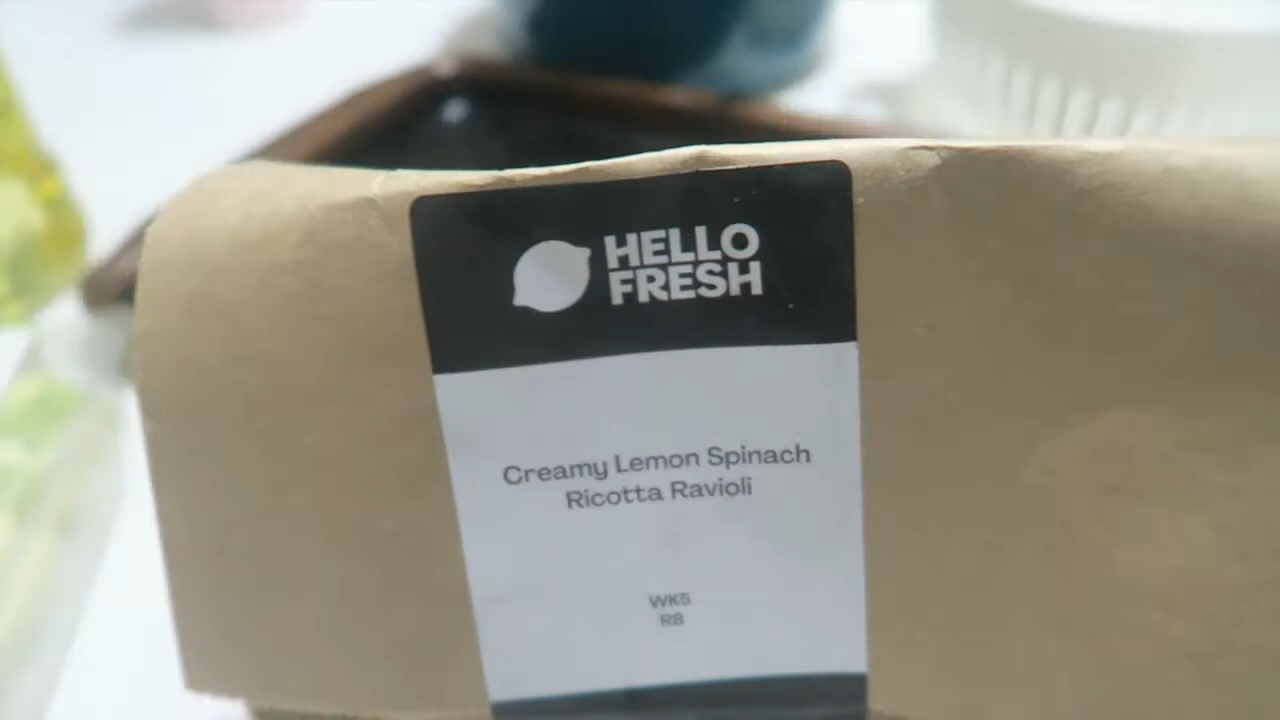 HELLO
FRESH
Creamy Lemon Spinach
Ricotta Ravioli
WK5
R8